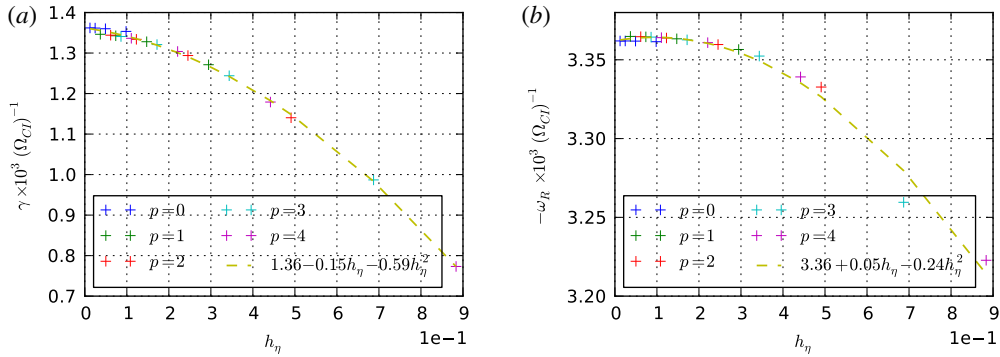 (a)
1.4
1.3
1.2
1.1
1.0
0.9
0.8
0.7
γ ×10³ (Ω_CI)⁻¹
p=0
p=1
p=2
p=3
p=4
1.36−0.15h_η−0.59h_η²
0 1 2 3 4 5 6 7 8 9
1e−1
h_η
(b)
3.35
3.30
3.25
3.20
−ω_R ×10³ (Ω_CI)⁻¹
p=0
p=1
p=2
p=3
p=4
3.36+0.05h_η−0.24h_η²
0 1 2 3 4 5 6 7 8 9
1e−1
h_η